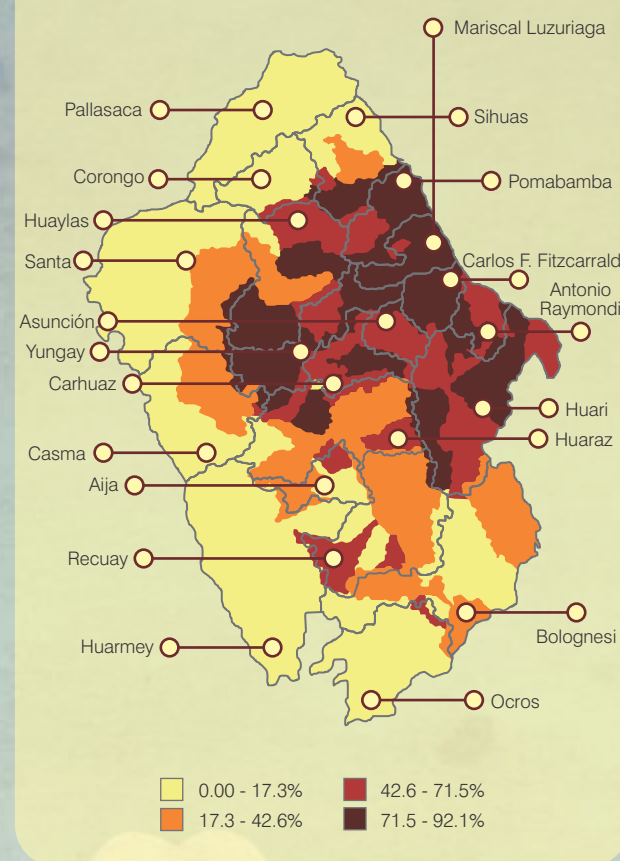 Mariscal Luzuriaga
Pallasaca
Sihuas
Corongo
Pomabamba
Huaylas
Santa
Carlos F. Fitzcarrald
Antonio
Raymondi
Asunción
Yungay
Carhuaz
Huari
Huaraz
Casma
Aija
Recuay
Bolognesi
Huarmey
Ocros
0.00 - 17.3%
42.6 - 71.5%
17.3 - 42.6%
71.5 - 92.1%